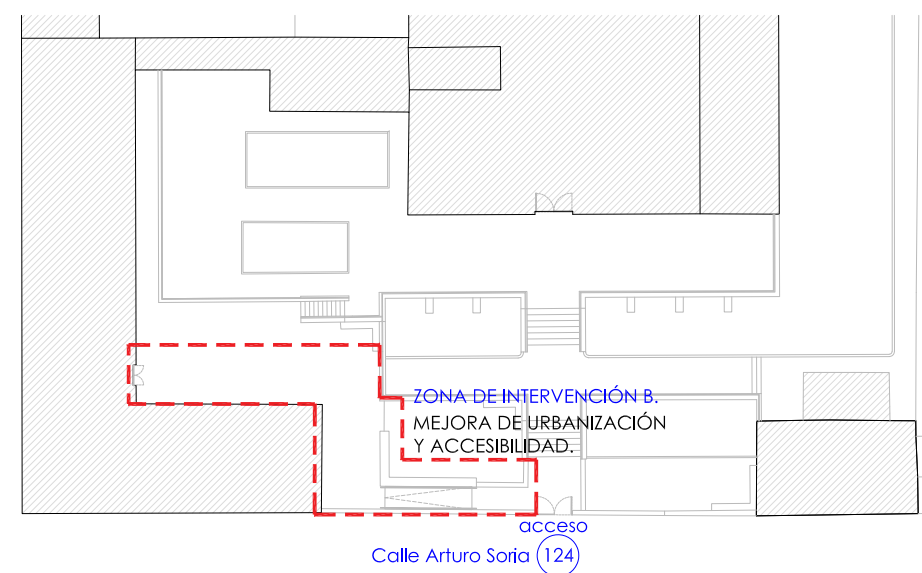 ZONA DE INTERVENCIÓN B.
MEJORA DE URBANIZACIÓN
Y ACCESIBILIDAD.
acceso
Calle Arturo Soria 124